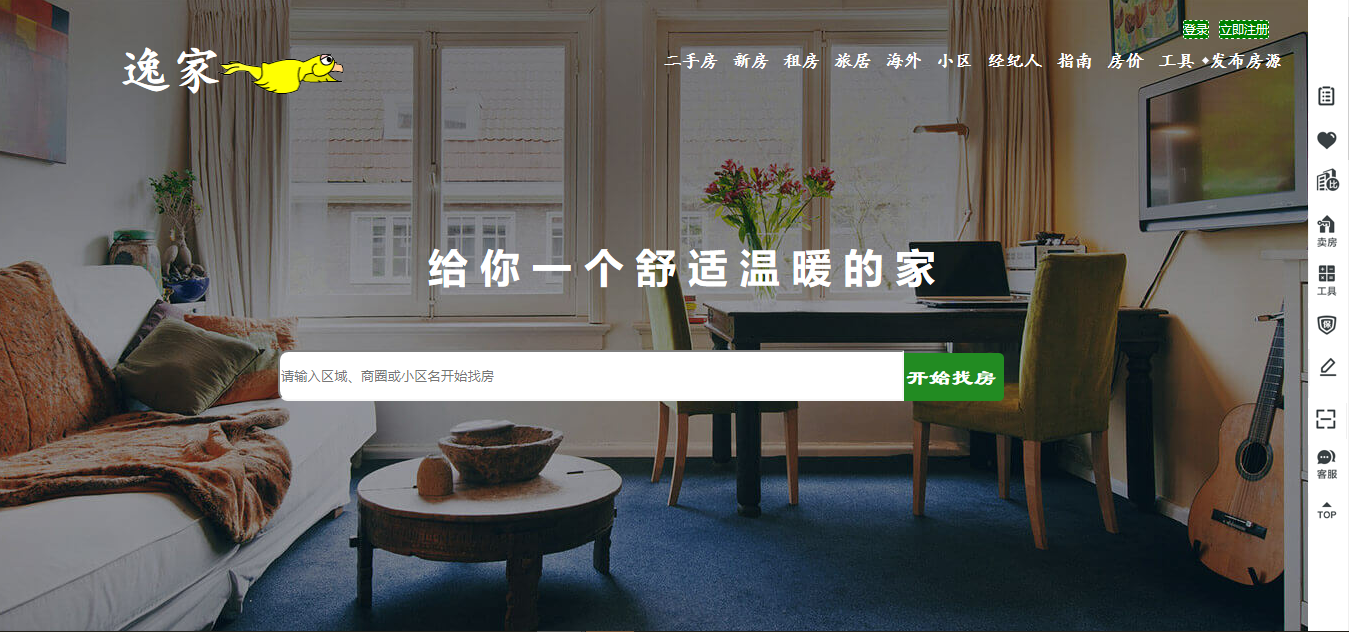 登录 立即注册
逸家
二手房 新房 租房 旅居 海外 小区 经纪人 指南 房价 工具 •发布房源
给你一个舒适温暖的家
请输入区域、商圈或小区名开始找房
开始找房
比
卖房
工具
保
客服
TOP